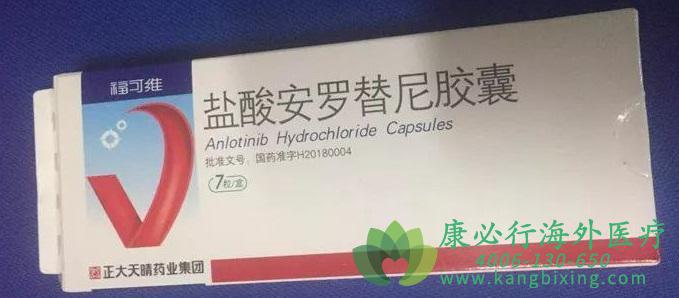 福可维
盐酸安罗替尼胶囊
Anlotinib Hydrochloride Capsules
批准文号：国药准字H20180004
7粒/盒
正大天晴药业集团
康必行海外医疗
4006-130-650
www.kangbixing.com